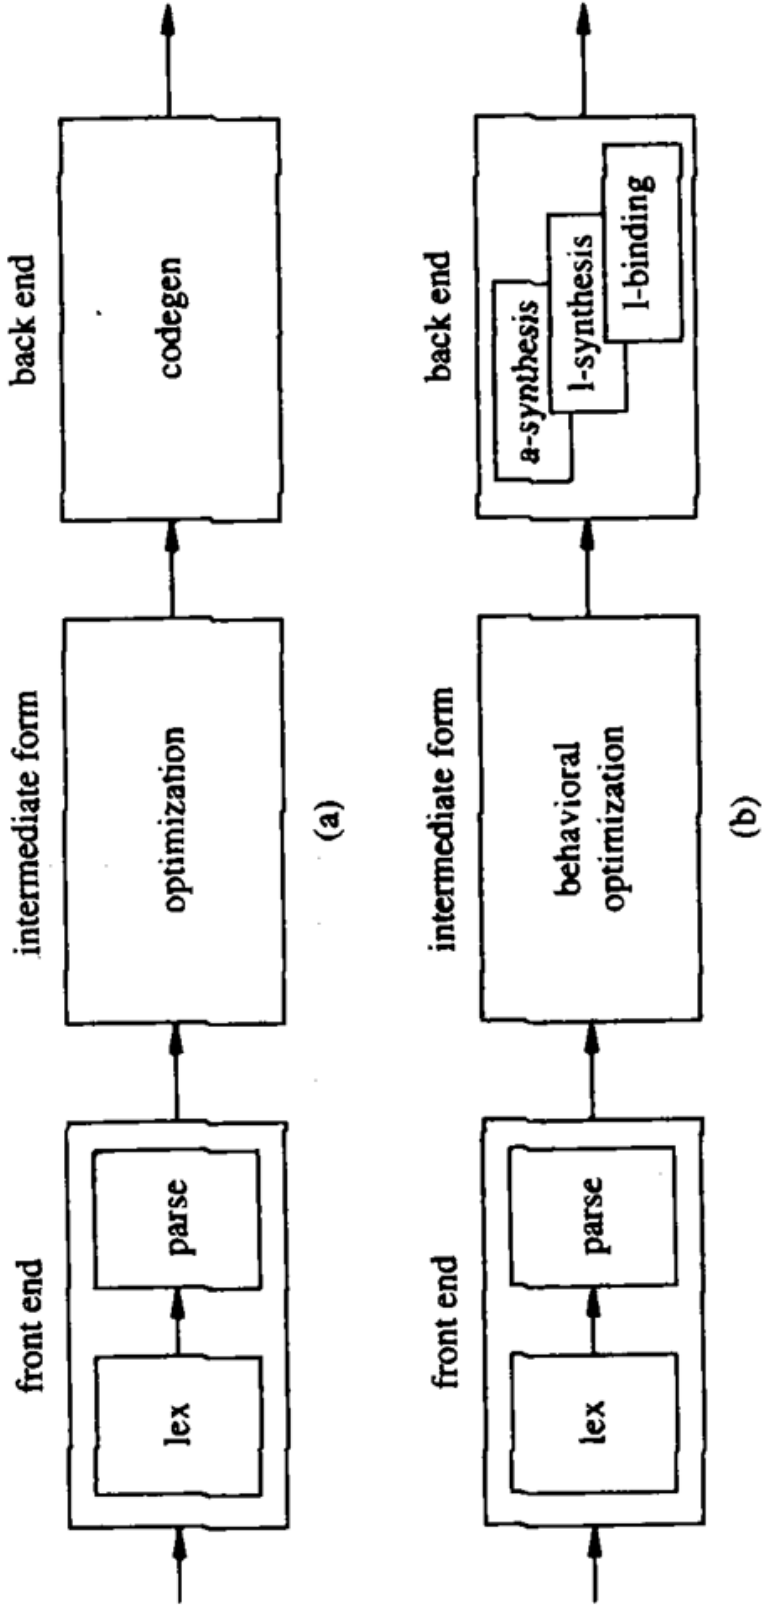 front end
intermediate form
back end
lex
parse
optimization
codegen
(a)
front end
intermediate form
back end
lex
parse
behavioral
optimization
a-synthesis
l-synthesis
l-binding
(b)